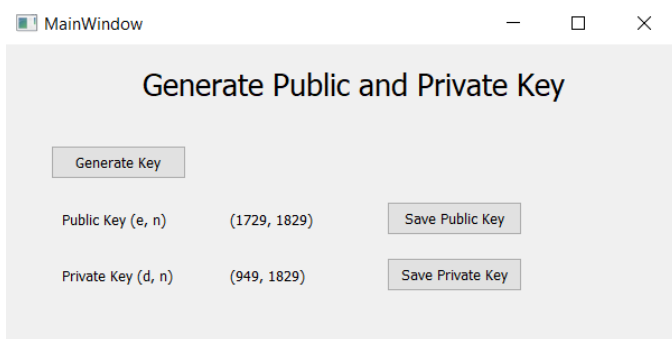 MainWindow
Generate Public and Private Key
Generate Key
Public Key (e, n) (1729, 1829) Save Public Key
Private Key (d, n) (949, 1829) Save Private Key